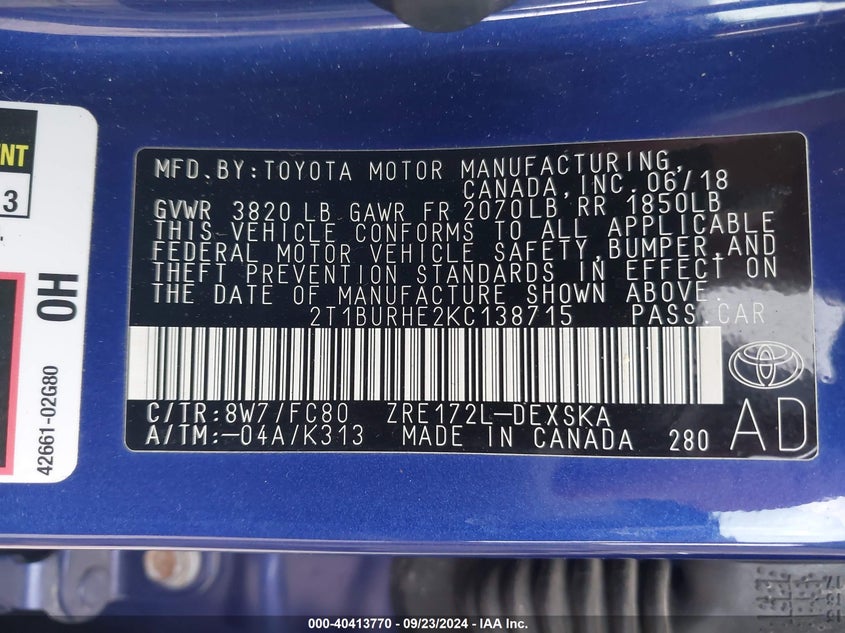 MFD.BY:TOYOTA MOTOR MANUFACTURING,
CANADA,INC.06/18
GVWR 3820 LB GAWR FR 2070LB RR 1850LB
THIS VEHICLE CONFORMS TO ALL APPLICABLE
FEDERAL MOTOR VEHICLE SAFETY,BUMPER,AND
THEFT PREVENTION STANDARDS IN EFFECT ON
THE DATE OF MANUFACTURE SHOWN ABOVE.
2T1BURHE2KC138715 PASS.CAR
C/TR:8W7/FC80 ZRE172L-DEXSKA
A/TM:-04A/K313 MADE IN CANADA 280
AD
3
OH
42661-02G80
000-40413770 - 09/23/2024 - IAA Inc.